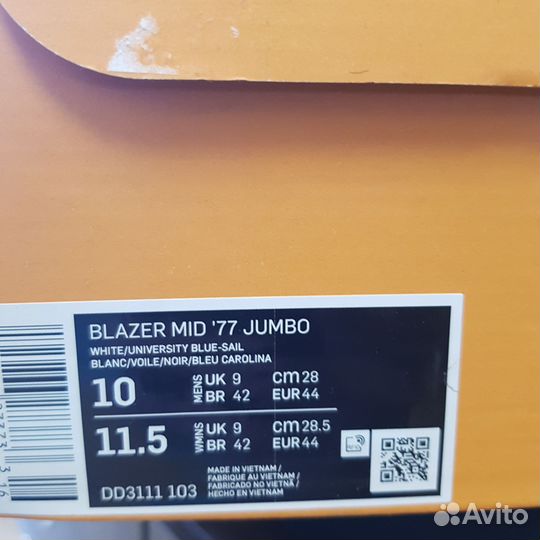 BLAZER MID '77 JUMBO
WHITE/UNIVERSITY BLUE-SAIL
BLANC/VOILE/NOIR/BLEU CAROLINA
10 MENS UK 9 CM 28
BR 42 EUR 44
11.5 WMNS UK 9 CM 28.5
BR 42 EUR 44
MADE IN VIETNAM /
FABRIQUE AU VIETNAM /
FABRICADO NO VIETNÃ /
HECHO EN VIETNAM
DD3111 103
Avito